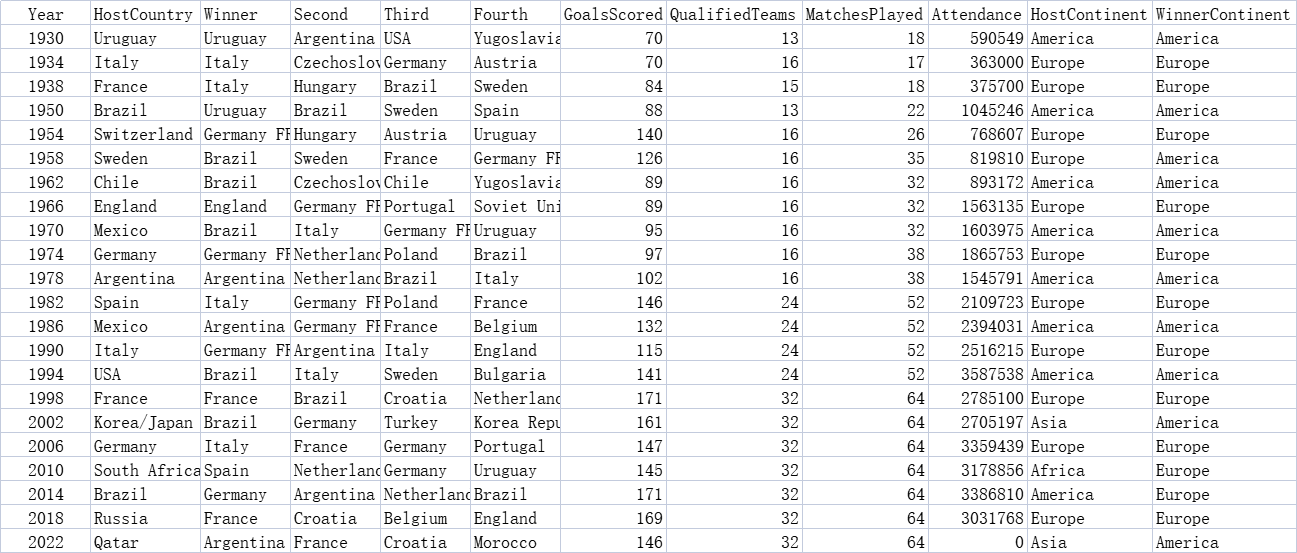 Year HostCountry Winner Second Third Fourth GoalsScored QualifiedTeams MatchesPlayed Attendance HostContinent WinnerContinent
1930 Uruguay Uruguay Argentina USA Yugoslavia 70 13 18 590549 America America
1934 Italy Italy Czechoslov Germany Austria 70 16 17 363000 Europe Europe
1938 France Italy Hungary Brazil Sweden 84 15 18 375700 Europe Europe
1950 Brazil Uruguay Brazil Sweden Spain 88 13 22 1045246 America America
1954 Switzerland Germany FR Hungary Austria Uruguay 140 16 26 768607 Europe Europe
1958 Sweden Brazil Sweden France Germany FR 126 16 35 819810 Europe America
1962 Chile Brazil Czechoslov Chile Yugoslavia 89 16 32 893172 America America
1966 England England Germany FR Portugal Soviet Uni 89 16 32 1563135 Europe Europe
1970 Mexico Brazil Italy Germany FR Uruguay 95 16 32 1603975 America America
1974 Germany Germany FR Netherland Poland Brazil 97 16 38 1865753 Europe Europe
1978 Argentina Argentina Netherland Brazil Italy 102 16 38 1545791 America America
1982 Spain Italy Germany FR Poland France 146 24 52 2109723 Europe Europe
1986 Mexico Argentina Germany FR France Belgium 132 24 52 2394031 America America
1990 Italy Germany FR Argentina Italy England 115 24 52 2516215 Europe Europe
1994 USA Brazil Italy Sweden Bulgaria 141 24 52 3587538 America America
1998 France France Brazil Croatia Netherland 171 32 64 2785100 Europe Europe
2002 Korea/Japan Brazil Germany Turkey Korea Repu 161 32 64 2705197 Asia America
2006 Germany Italy France Germany Portugal 147 32 64 3359439 Europe Europe
2010 South Africa Spain Netherland Germany Uruguay 145 32 64 3178856 Africa Europe
2014 Brazil Germany Argentina Netherland Brazil 171 32 64 3386810 America Europe
2018 Russia France Croatia Belgium England 169 32 64 3031768 Europe Europe
2022 Qatar Argentina France Croatia Morocco 146 32 64 0 Asia America